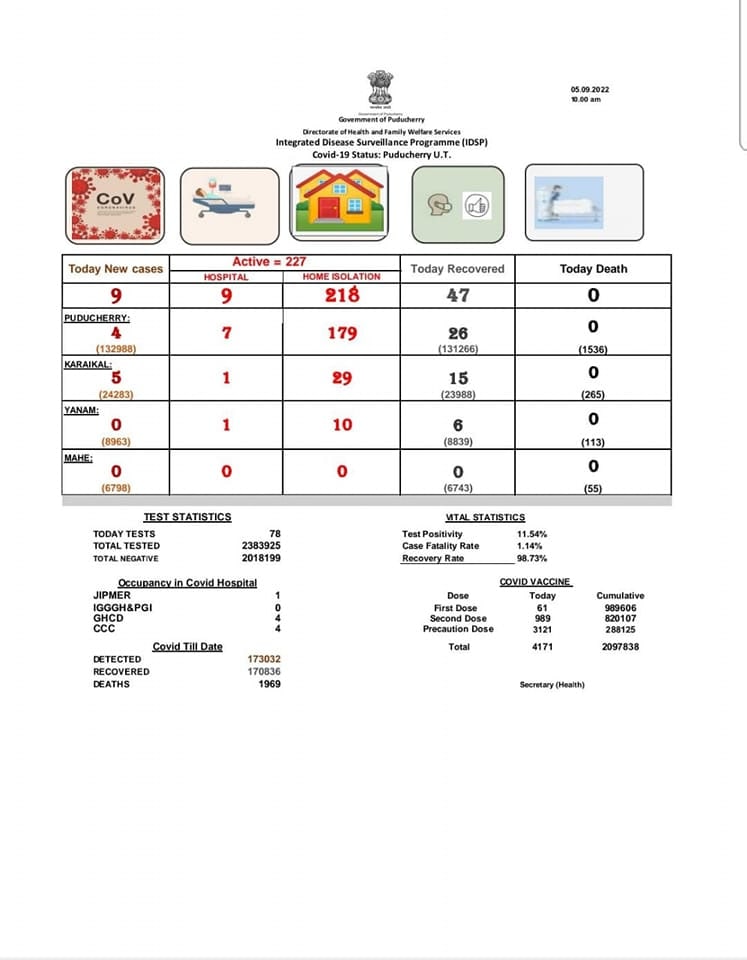 05.09.2022
10.00 am
Government of Puducherry
Government of Puducherry
Directorate of Health and Family Welfare Services
Integrated Disease Surveillance Programme (IDSP)
Covid-19 Status: Puducherry U.T.
CoV
CORONAVIRUS
Today New cases Active = 227 Today Recovered Today Death
HOSPITAL HOME ISOLATION
9 9 218 47 0
PUDUCHERRY:
4 7 179 26 0
(132988) (131266) (1536)
KARAIKAL:
5 1 29 15 0
(24283) (23988) (265)
YANAM:
0 1 10 6 0
(8963) (8839) (113)
MAHE:
0 0 0 0 0
(6798) (6743) (55)
TEST STATISTICS
TODAY TESTS 78
TOTAL TESTED 2383925
TOTAL NEGATIVE 2018199
VITAL STATISTICS
Test Positivity 11.54%
Case Fatality Rate 1.14%
Recovery Rate 98.73%
Occupancy in Covid Hospital
JIPMER 1
IGGGH&PGI 0
GHCD 4
CCC 4
COVID VACCINE
Dose Today Cumulative
First Dose 61 989606
Second Dose 989 820107
Precaution Dose 3121 288125
Total 4171 2097838
Covid Till Date
DETECTED 173032
RECOVERED 170836
DEATHS 1969
Secretary (Health)